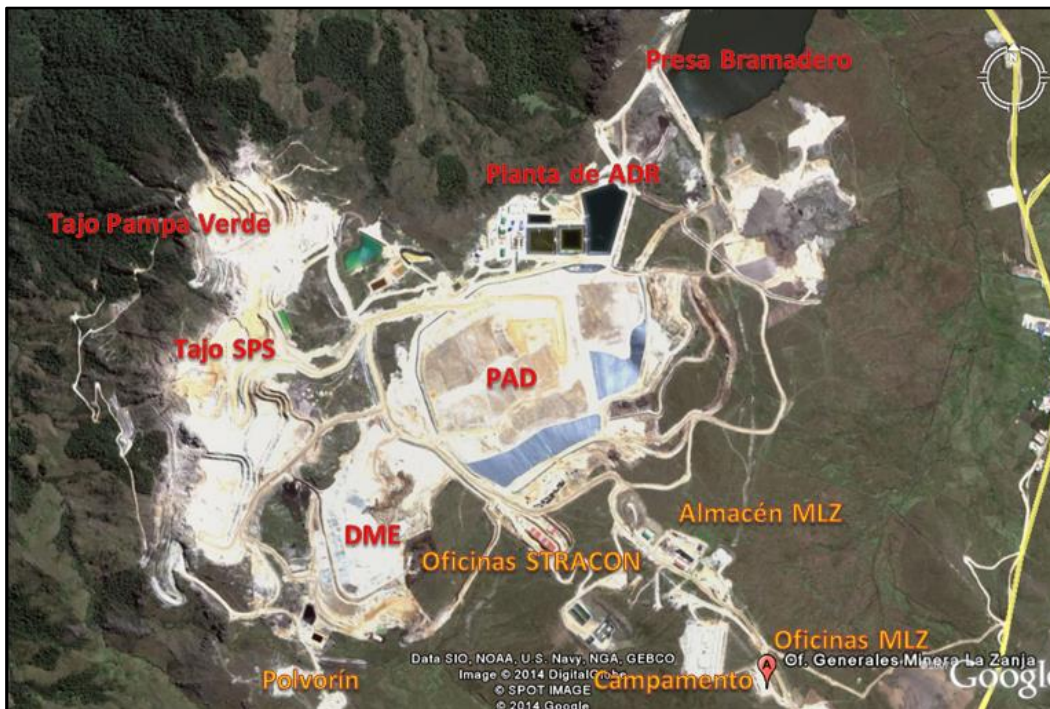 Presa Bramadero
N
Planta de ADR
Tajo Pampa Verde
Tajo SPS
PAD
Almacén MLZ
DME
Oficinas STRACON
Oficinas MLZ
Data SIO, NOAA, U.S. Navy, NGA, GEBCO
A
Of. Generales Minera La Zanja
Image © 2014 DigitalGlobe
Polvorín
Campamento
Google
© SPOT IMAGE
© 2014 Google